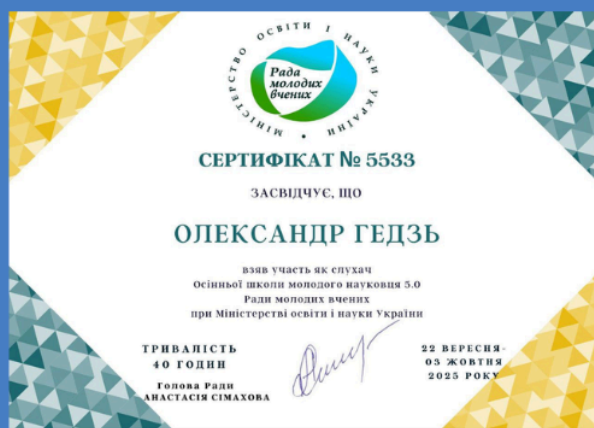 МІНІСТЕРСТВО ОСВІТИ І НАУКИ УКРАЇНИ
Рада
молодих
вчених
СЕРТИФІКАТ № 5533
ЗАСВІДЧУЄ, ЩО
ОЛЕКСАНДР ГЕДЗЬ
взяв участь як слухач
Осінньої школи молодого науковця 5.0
Ради молодих вчених
при Міністерстві освіти і науки України
ТРИВАЛІСТЬ
40 ГОДИН
Голова Ради
АНАСТАСІЯ СІМАХОВА
22 ВЕРЕСНЯ-
03 ЖОВТНЯ
2025 РОКУ